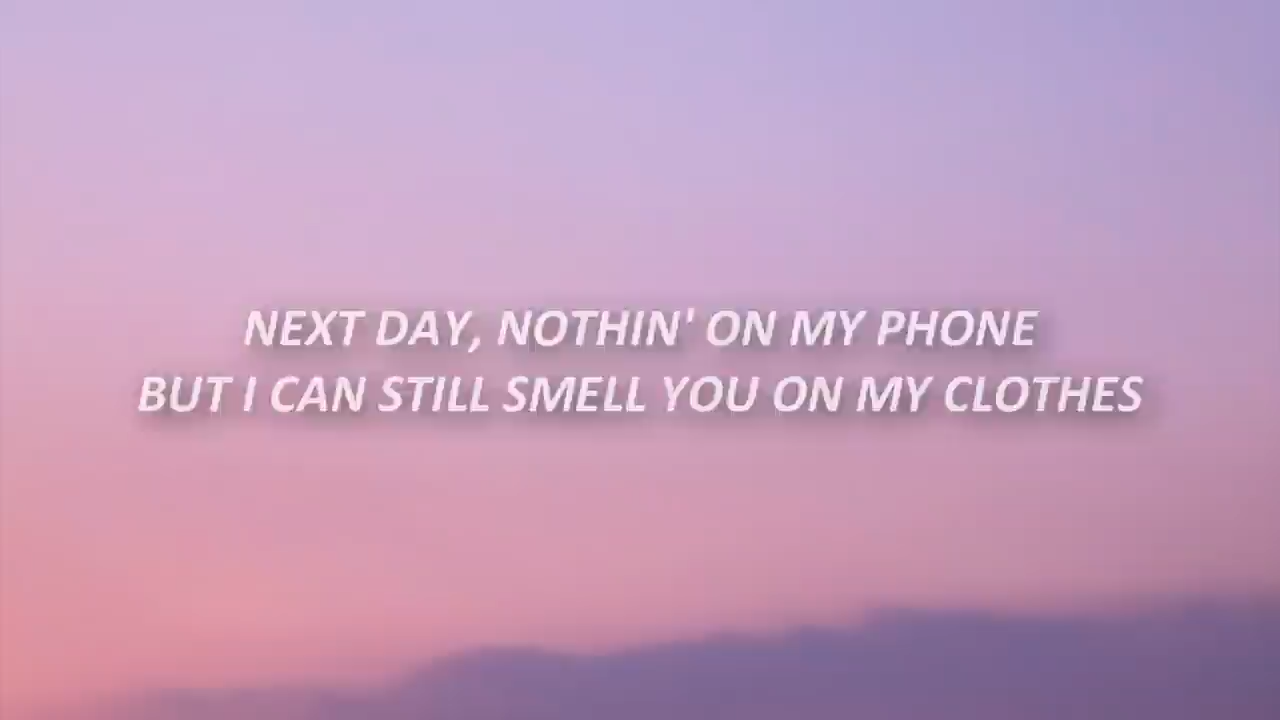 NEXT DAY, NOTHIN' ON MY PHONE
BUT I CAN STILL SMELL YOU ON MY CLOTHES